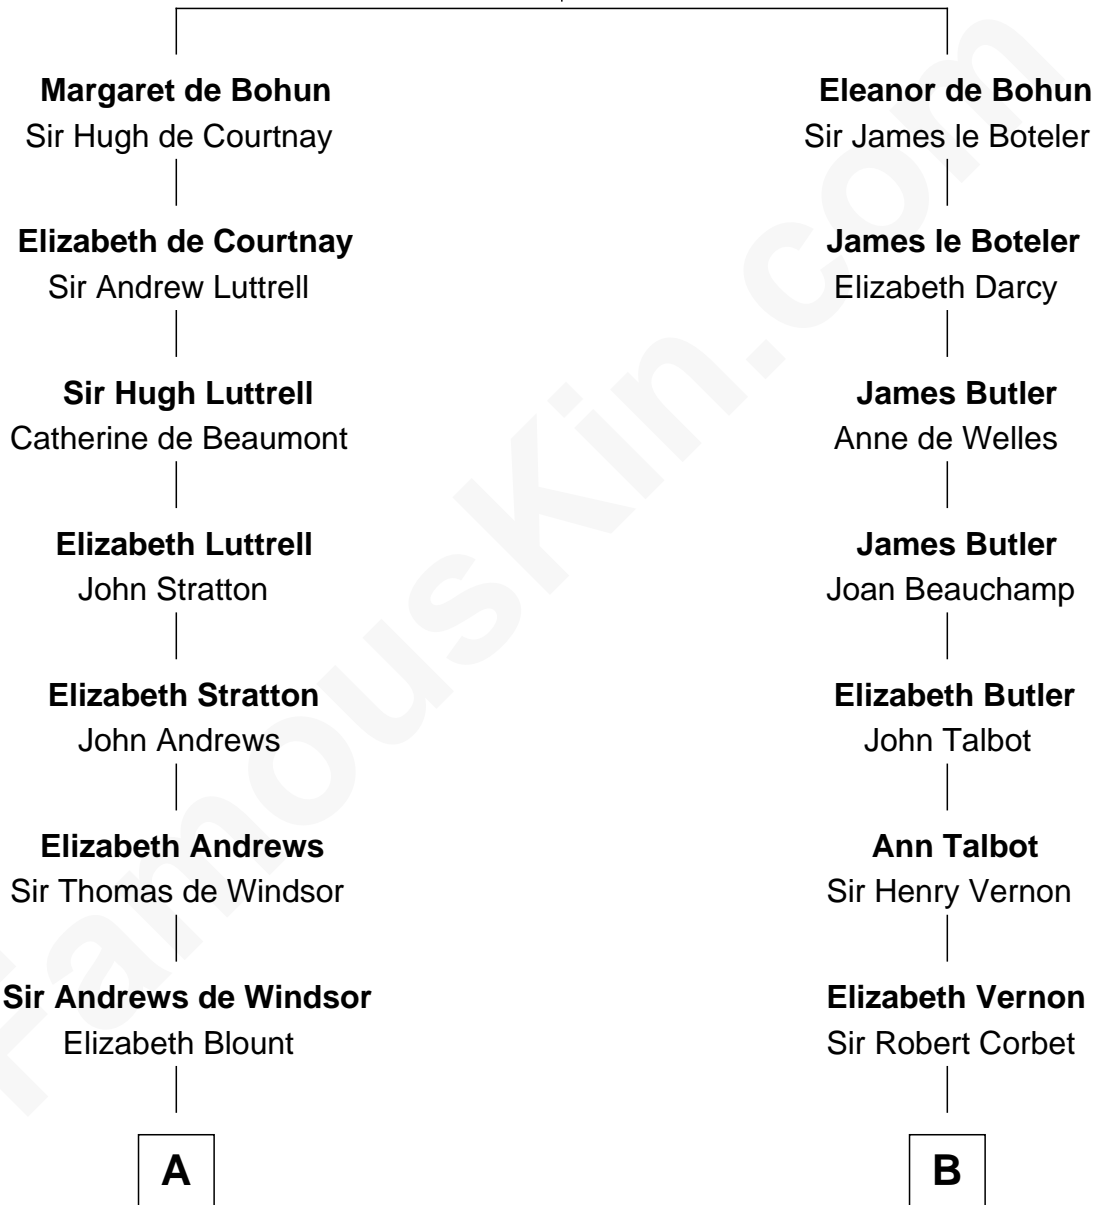 Margaret de Bohun
Sir Hugh de Courtnay
Eleanor de Bohun
Sir James le Boteler
Elizabeth de Courtnay
Sir Andrew Luttrell
James le Boteler
Elizabeth Darcy
Sir Hugh Luttrell
Catherine de Beaumont
James Butler
Anne de Welles
Elizabeth Luttrell
John Stratton
James Butler
Joan Beauchamp
Elizabeth Stratton
John Andrews
Elizabeth Butler
John Talbot
Elizabeth Andrews
Sir Thomas de Windsor
Ann Talbot
Sir Henry Vernon
Sir Andrews de Windsor
Elizabeth Blount
Elizabeth Vernon
Sir Robert Corbet
A
B
FamousKin.com